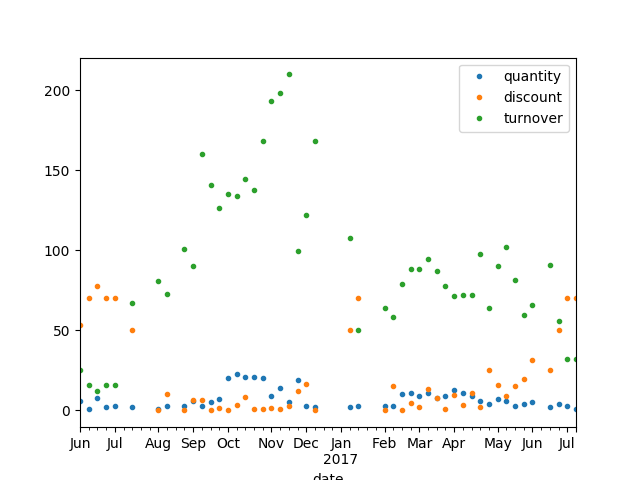 quantity
discount
turnover
200
150
100
50
0
Jun Jul Aug Sep Oct Nov Dec Jan Feb Mar Apr May Jun Jul
2017
date